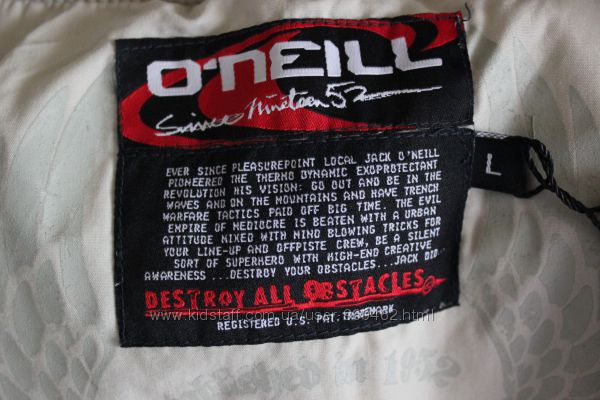 O'NEILL
Since Nineteen 52
L
EVER SINCE PLEASUREPOINT LOCAL JACK O'NEILL
PIONEERED THE THERMO DYNAMIC EXOPROTECTANT
REVOLUTION HIS VISION: GO OUT AND BE IN THE
WAVES AND ON THE MOUNTAINS AND HAVE TRENCH
WARFARE TACTICS PAID OFF BIG TIME. THE EVIL
EMPIRE OF MEDIOCRE IS BEATEN WITH A URBAN
ATTITUDE MIXED WITH MIND BLOWING TRICKS FOR
YOUR LINE-UP AND OFFPISTE CREW, BE A SILENT
SORT OF SUPERHERO WITH HIGH-END CREATIVE
AWARENESS ...DESTROY YOUR OBSTACLES...JACK DID
DESTROY ALL OBSTACLES
REGISTERED U.S. PAT. TRADEMARK
in 1952